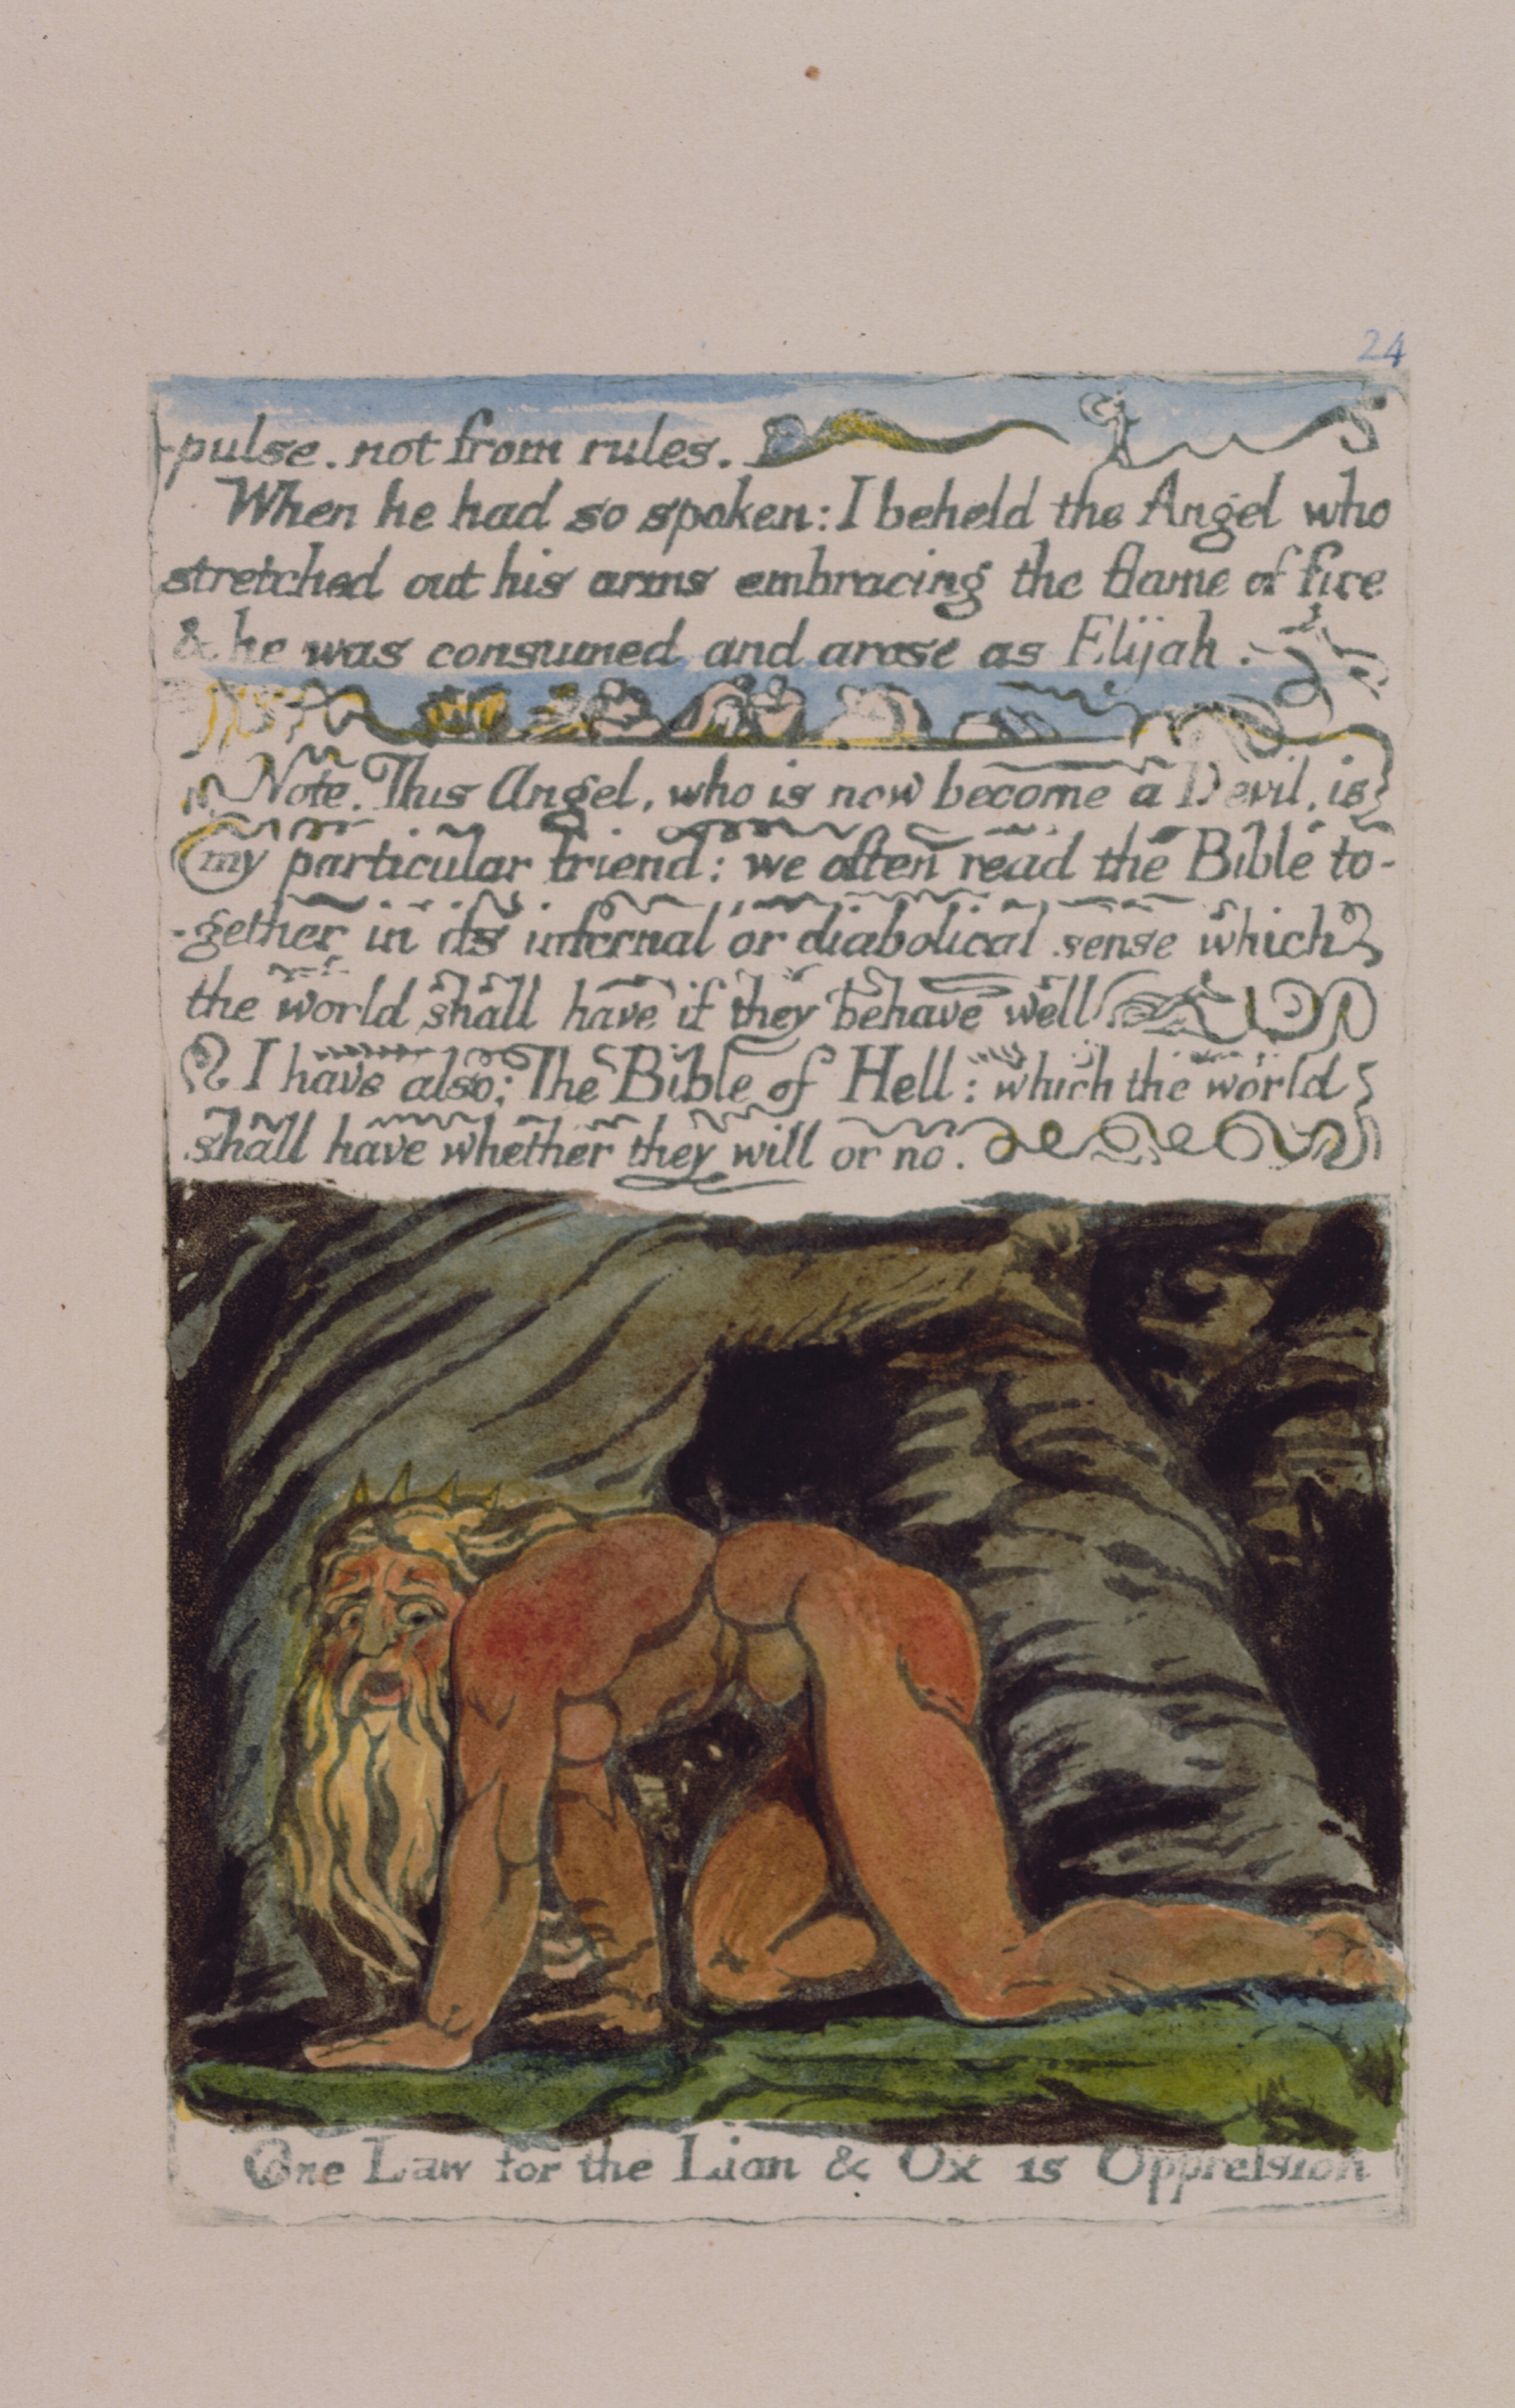 24
-pulse. not from rules.
When he had so spoken: I beheld the Angel who
stretched out his arms embracing the flame of fire
& he was consumed and arose as Elijah.
Note. This Angel, who is now become a Devil, is
my particular friend: we often read the Bible to-
-gether in its infernal or diabolical sense which
the world shall have if they behave well
I have also: The Bible of Hell: which the world
shall have whether they will or no.
One Law for the Lion & Ox is Oppression